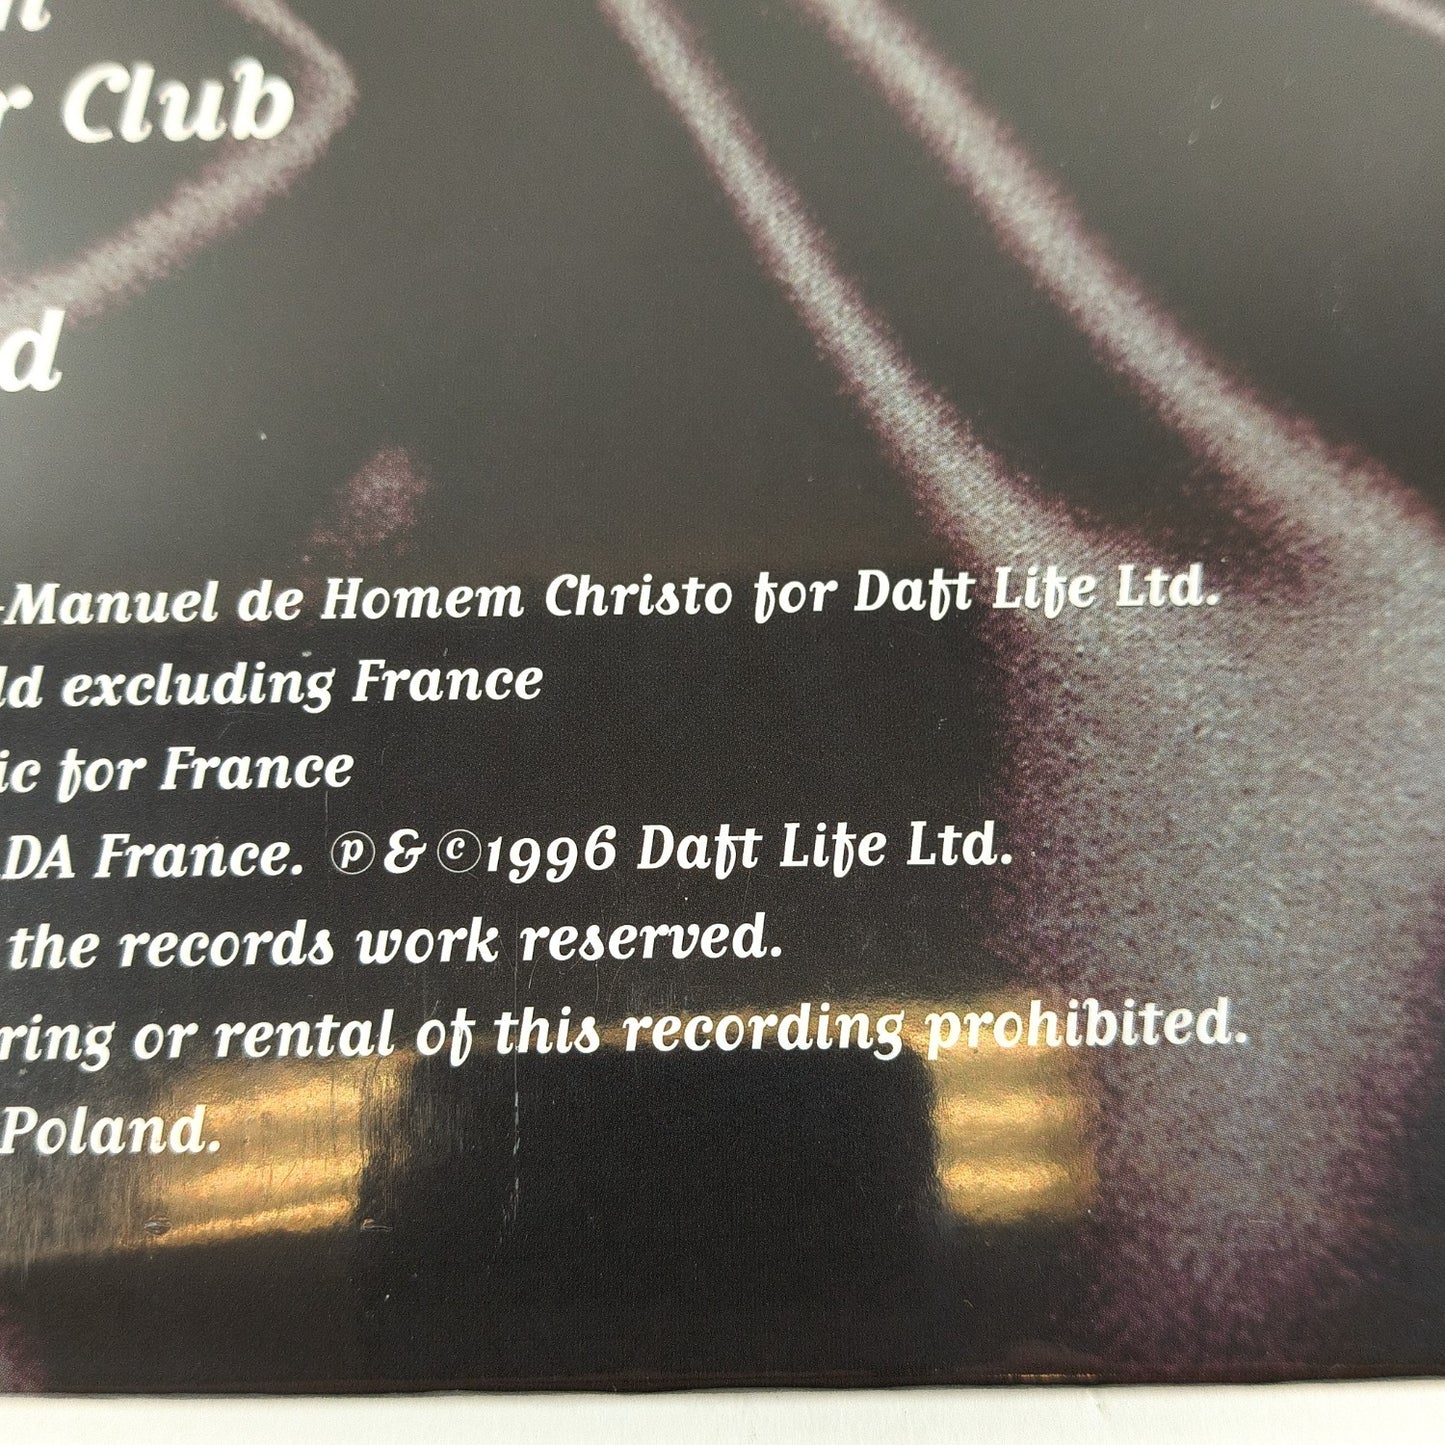 Club
-Manuel de Homem Christo for Daft Life Ltd.
ld excluding France
ic for France
DA France. ℗ & ©1996 Daft Life Ltd.
the records work reserved.
ring or rental of this recording prohibited.
Poland.